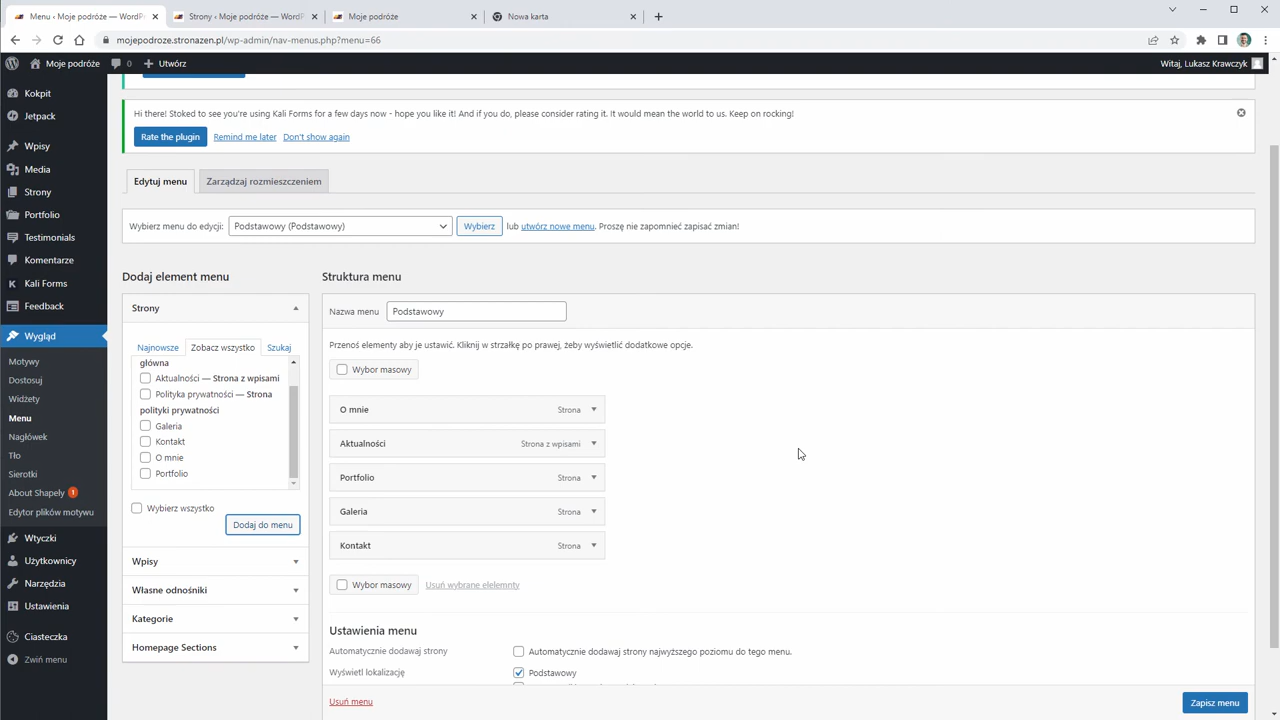 Menu ‹ Moje podróże — WordPr
Strony ‹ Moje podróże — WordPr
Moje podróże
Nowa karta
mojepodroze.stronazen.pl/wp-admin/nav-menus.php?menu=66
Moje podróże
0
Utwórz
Witaj, Lukasz Krawczyk
Kokpit
Jetpack
Wpisy
Media
Strony
Portfolio
Testimonials
Komentarze
Kali Forms
Feedback
Wygląd
Motywy
Dostosuj
Widżety
Menu
Nagłówek
Tło
Sierotki
About Shapely 1
Edytor plików motywu
Wtyczki
Użytkownicy
Narzędzia
Ustawienia
Ciasteczka
Zwiń menu
Hi there! Stoked to see you're using Kali Forms for a few days now - hope you like it! And if you do, please consider rating it. It would mean the world to us. Keep on rocking!
Rate the plugin Remind me later Don't show again
Edytuj menu
Zarządzaj rozmieszczeniem
Wybierz menu do edycji: Podstawowy (Podstawowy) Wybierz lub utwórz nowe menu. Proszę nie zapomnieć zapisać zmian!
Dodaj element menu
Strony
Najnowsze Zobacz wszystko Szukaj
główna
Aktualności — Strona z wpisami
Polityka prywatności — Strona
polityki prywatności
Galeria
Kontakt
O mnie
Portfolio
Wybierz wszystko
Dodaj do menu
Wpisy
Własne odnośniki
Kategorie
Homepage Sections
Struktura menu
Nazwa menu Podstawowy
Przenoś elementy aby je ustawić. Kliknij w strzałkę po prawej, żeby wyświetlić dodatkowe opcje.
Wybor masowy
O mnie Strona
Aktualności Strona z wpisami
Portfolio Strona
Galeria Strona
Kontakt Strona
Wybor masowy Usuń wybrane elelemnty
Ustawienia menu
Automatycznie dodawaj strony Automatycznie dodawaj strony najwyższego poziomu do tego menu.
Wyświetl lokalizację Podstawowy
Usuń menu
Zapisz menu